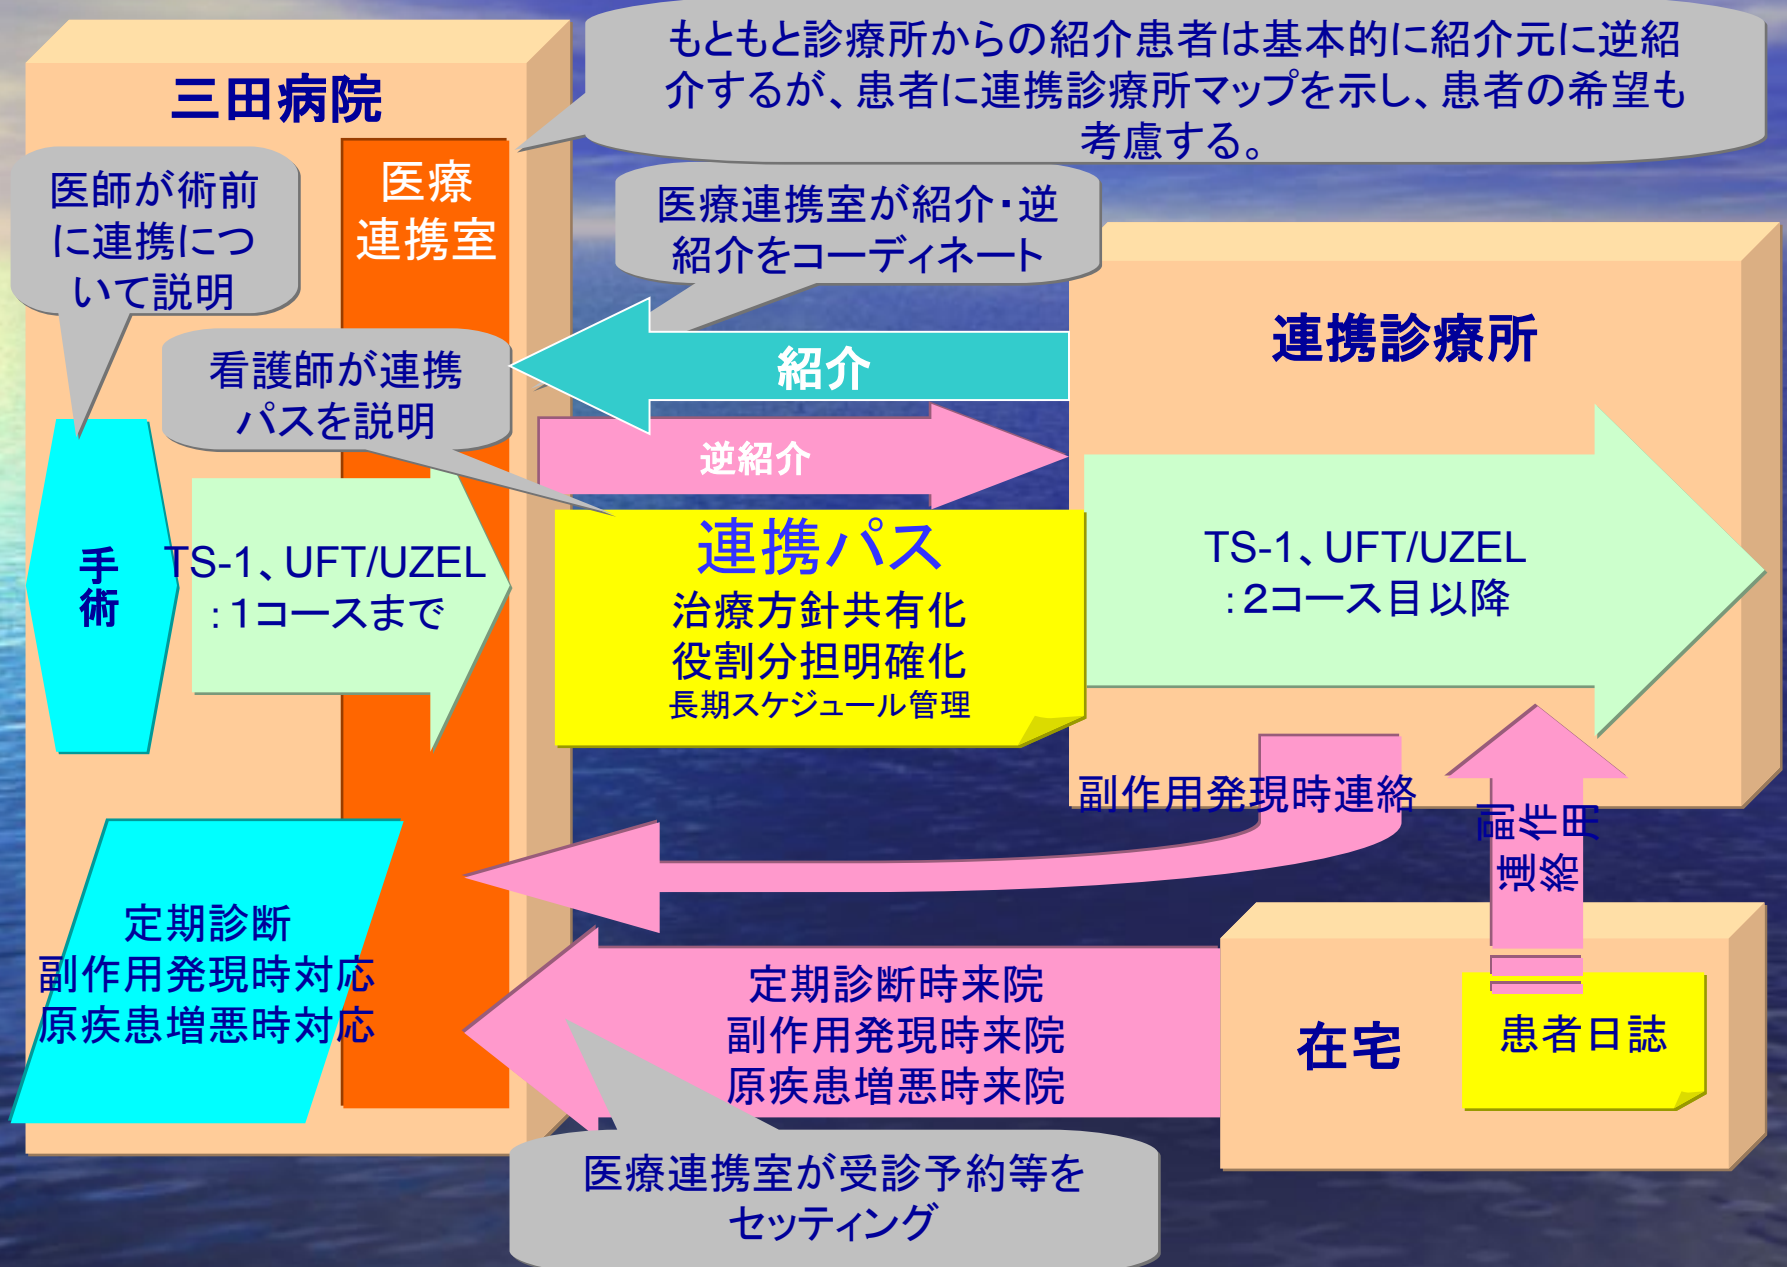 もともと診療所からの紹介患者は基本的に紹介元に逆紹
介するが、患者に連携診療所マップを示し、患者の希望も
考慮する。
三田病院
医療
連携室
医師が術前
に連携につ
いて説明
医療連携室が紹介・逆
紹介をコーディネート
連携診療所
看護師が連携
パスを説明
紹介
逆紹介
手
術
TS-1、UFT/UZEL
:1コースまで
連携パス
治療方針共有化
役割分担明確化
長期スケジュール管理
TS-1、UFT/UZEL
:2コース目以降
副作用発現時連絡
副作用
連絡
定期診断
副作用発現時対応
原疾患増悪時対応
定期診断時来院
副作用発現時来院
原疾患増悪時来院
在宅
患者日誌
医療連携室が受診予約等を
セッティング